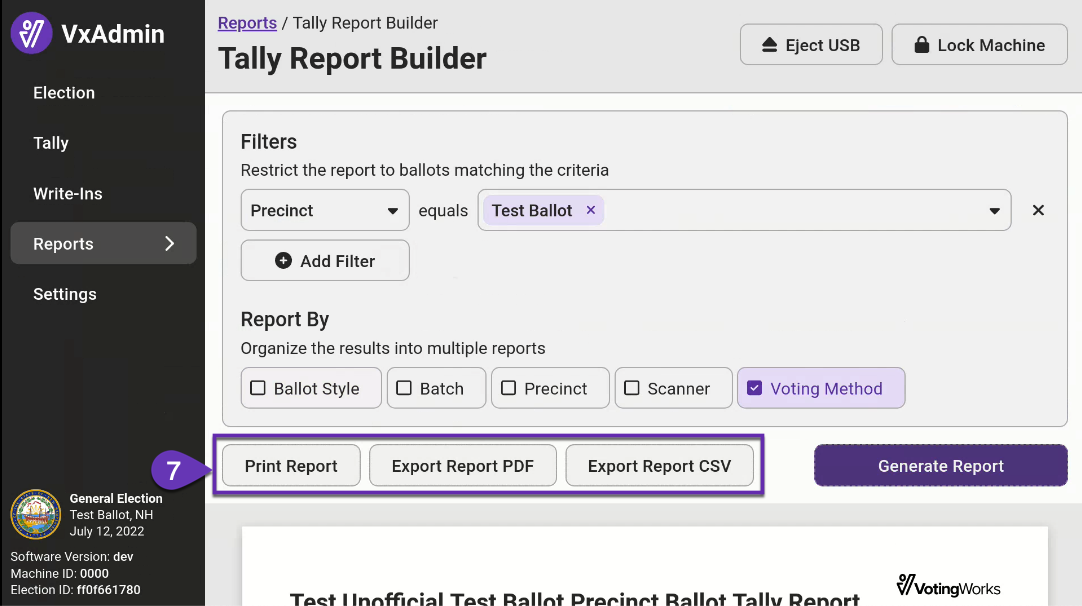 VxAdmin
Election
Tally
Write-Ins
Reports
Settings
General Election
Test Ballot, NH
July 12, 2022
Software Version: dev
Machine ID: 0000
Election ID: ff0f661780
Reports / Tally Report Builder
Tally Report Builder
Eject USB
Lock Machine
Filters
Restrict the report to ballots matching the criteria
Precinct equals Test Ballot × ×
Add Filter
Report By
Organize the results into multiple reports
Ballot Style Batch Precinct Scanner Voting Method
7 Print Report Export Report PDF Export Report CSV Generate Report
VotingWorks
Test Unofficial Test Ballot Precinct Ballot Tally Report